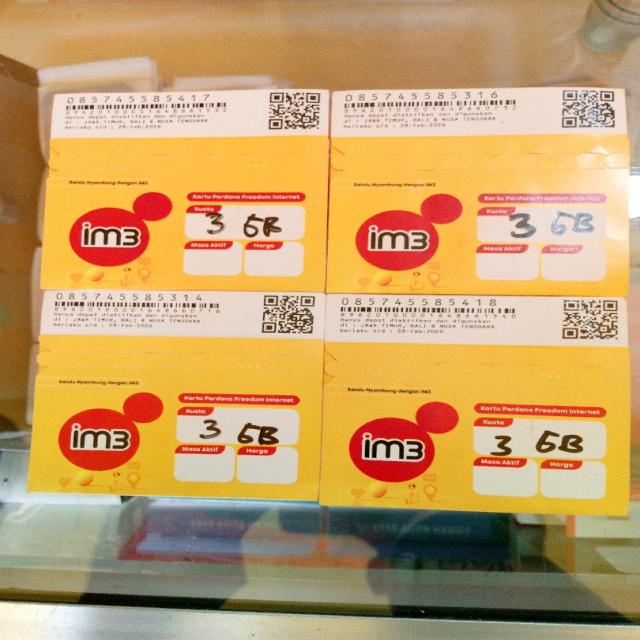 085745585417
89620100001648661532
Hanya dapat diaktifkan dan digunakan
di : JAWA TIMUR, BALI & NUSA TENGGARA
Berlaku s/d : 28-Feb-2026
Selalu Nyambung dengan IM3
im3
Kartu Perdana Freedom Internet
Kuota
3 GB
Masa Aktif
Harga
085745585316
89620100001648660732
Hanya dapat diaktifkan dan digunakan
di : JAWA TIMUR, BALI & NUSA TENGGARA
Berlaku s/d : 28-Feb-2026
Selalu Nyambung dengan IM3
im3
Kartu Perdana Freedom Internet
Kuota
3 GB
Masa Aktif
Harga
085745585314
89620100001648660716
Hanya dapat diaktifkan dan digunakan
di : JAWA TIMUR, BALI & NUSA TENGGARA
Berlaku s/d : 28-Feb-2026
Selalu Nyambung dengan IM3
im3
Kartu Perdana Freedom Internet
Kuota
3 GB
Masa Aktif
Harga
085745585418
89620100001648661540
Hanya dapat diaktifkan dan digunakan
di : JAWA TIMUR, BALI & NUSA TENGGARA
Berlaku s/d : 28-Feb-2026
Selalu Nyambung dengan IM3
im3
Kartu Perdana Freedom Internet
Kuota
3 GB
Masa Aktif
Harga